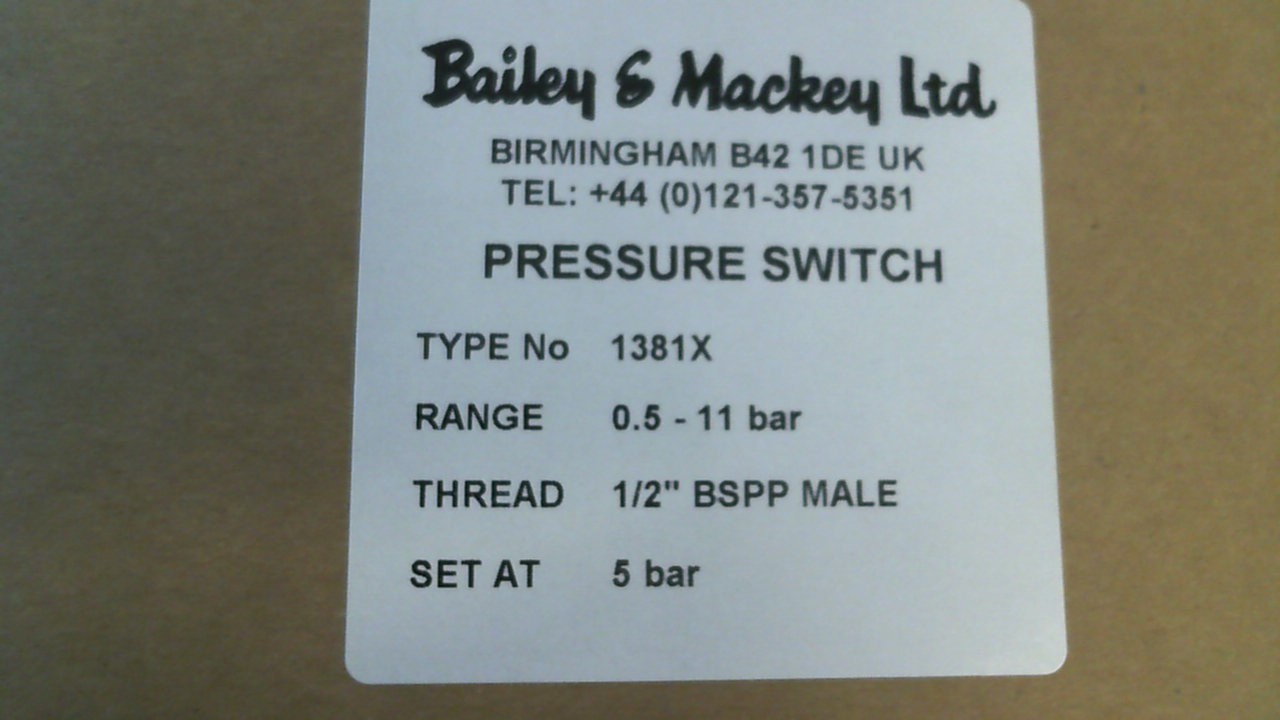 Bailey & Mackey Ltd
BIRMINGHAM B42 1DE UK
TEL: +44 (0)121-357-5351
PRESSURE SWITCH
TYPE No 1381X
RANGE 0.5 - 11 bar
THREAD 1/2" BSPP MALE
SET AT 5 bar